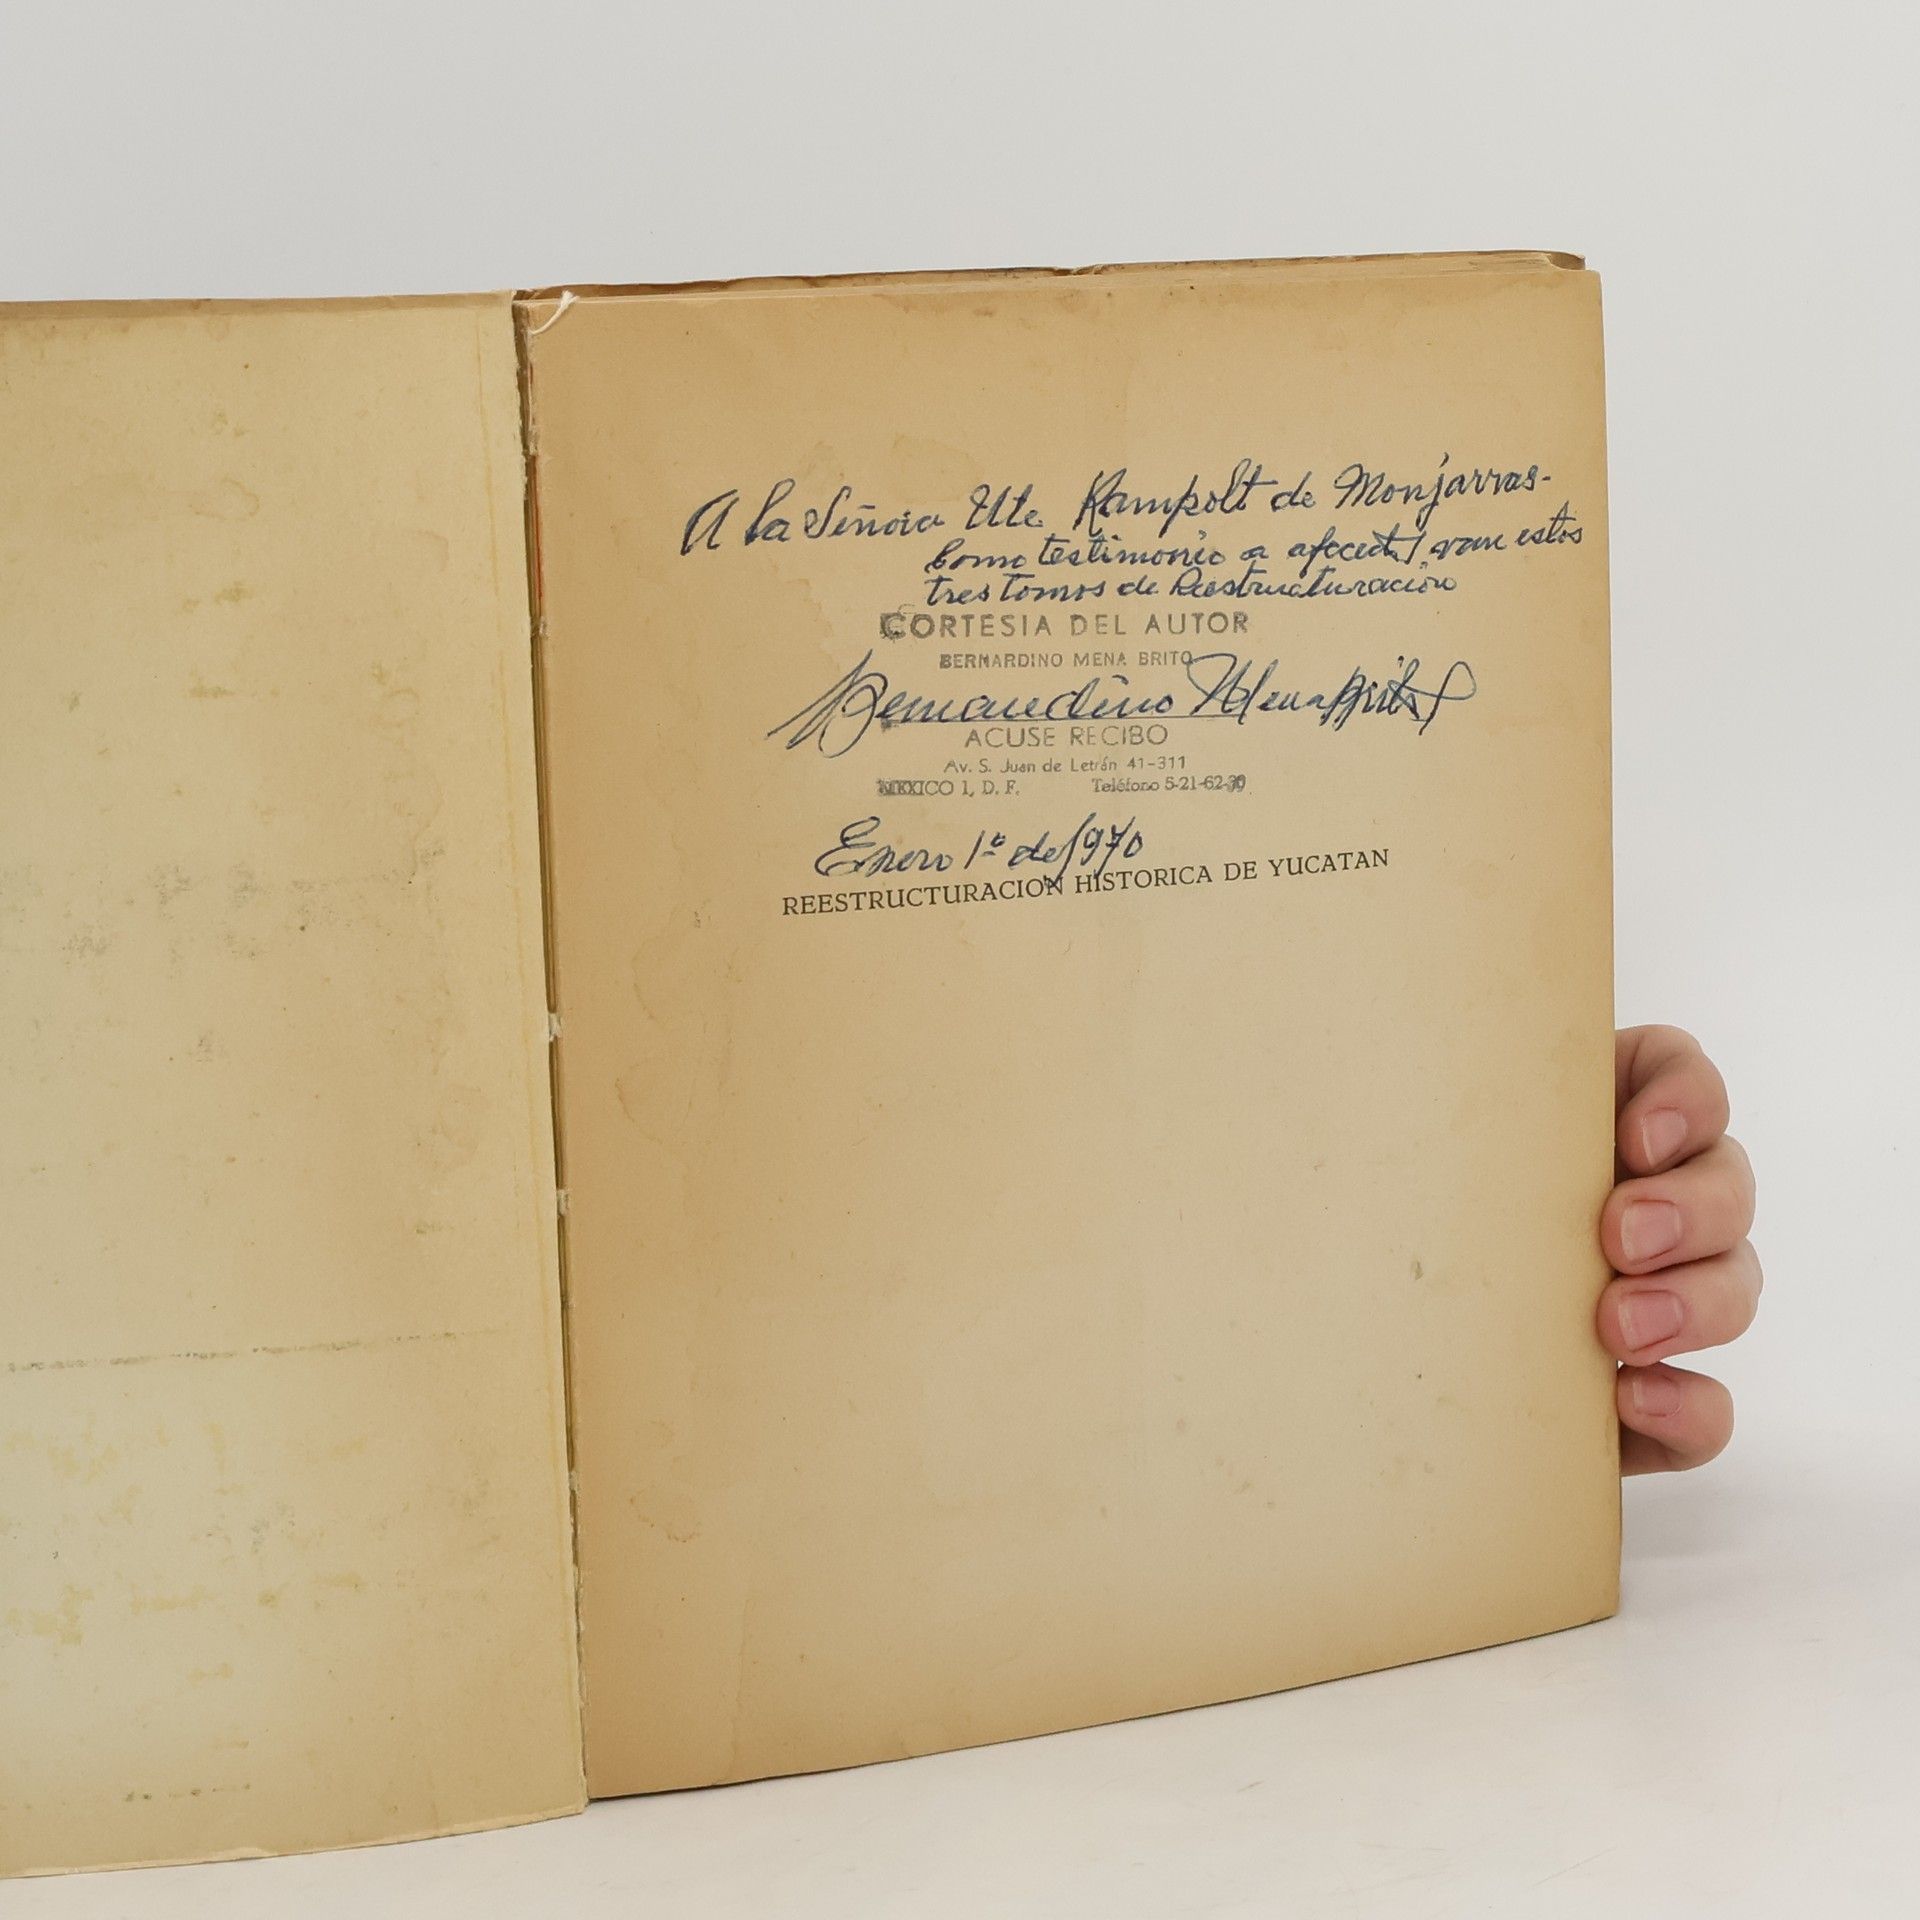 A la Señora Ute Rampolt de Monjarras-
Como testimonio a afecto, van estos
tres tomos de Reestructuración
CORTESIA DEL AUTOR
BERNARDINO MENA BRITO
Bernardino Mena Brito
ACUSE RECIBO
Av. S. Juan de Letrán 41-311
MEXICO 1, D. F. Teléfono 5-21-62-30
Enero 1º de 1970
REESTRUCTURACION HISTORICA DE YUCATAN